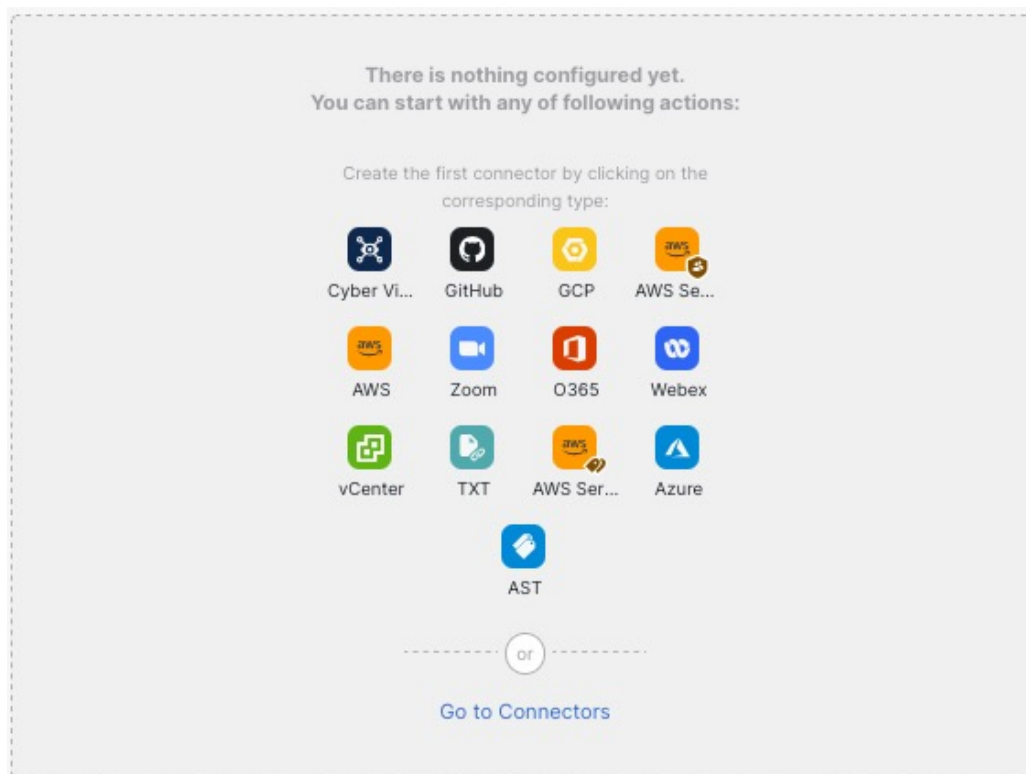 There is nothing configured yet.
You can start with any of following actions:
Create the first connector by clicking on the
corresponding type:
Cyber Vi... GitHub GCP AWS Se...
AWS Zoom O365 Webex
vCenter TXT AWS Ser... Azure
AST
or
Go to Connectors